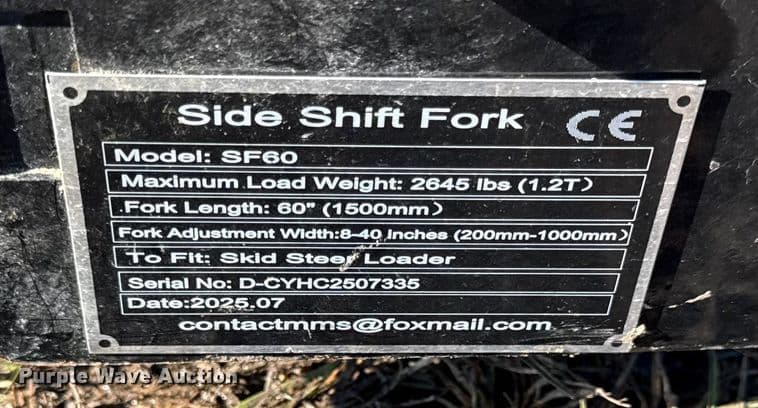 Side Shift Fork CE
Model: SF60
Maximum Load Weight: 2645 lbs (1.2T)
Fork Length: 60" (1500mm)
Fork Adjustment Width:8-40 Inches (200mm-1000mm)
To Fit: Skid Steer Loader
Serial No: D-CYHC2507335
Date:2025.07
contactmms@foxmail.com
Purple Wave Auction